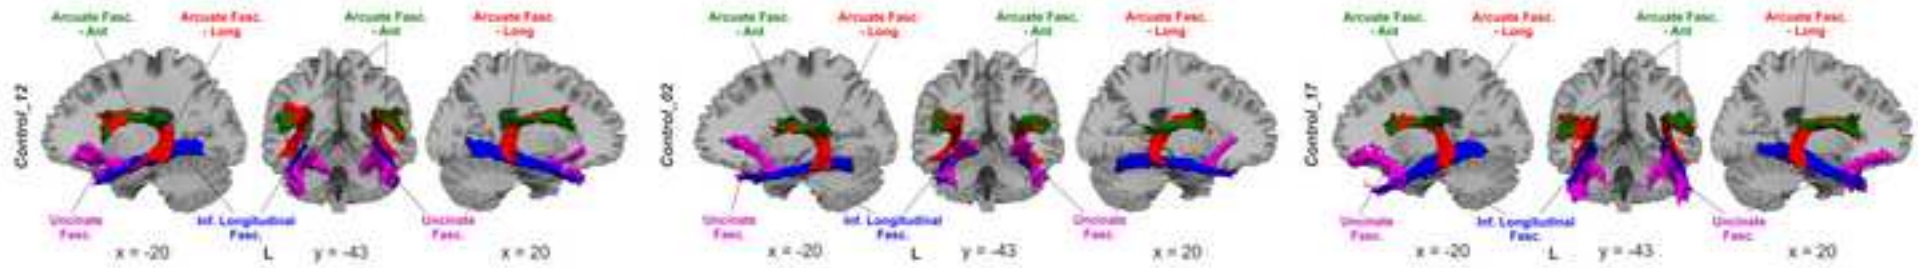 Arcuate Fasc. - Ant
Arcuate Fasc. - Long
Arcuate Fasc. - Ant
Arcuate Fasc. - Long
Control_12
Uncinate Fasc.
Inf. Longitudinal Fasc.
Uncinate Fasc.
x = -20
L
y = -43
x = 20
Arcuate Fasc. - Ant
Arcuate Fasc. - Long
Arcuate Fasc. - Ant
Arcuate Fasc. - Long
Control_02
Uncinate Fasc.
Inf. Longitudinal Fasc.
Uncinate Fasc.
x = -20
L
y = -43
x = 20
Arcuate Fasc. - Ant
Arcuate Fasc. - Long
Arcuate Fasc. - Ant
Arcuate Fasc. - Long
Control_17
Uncinate Fasc.
Inf. Longitudinal Fasc.
Uncinate Fasc.
x = -20
L
y = -43
x = 20